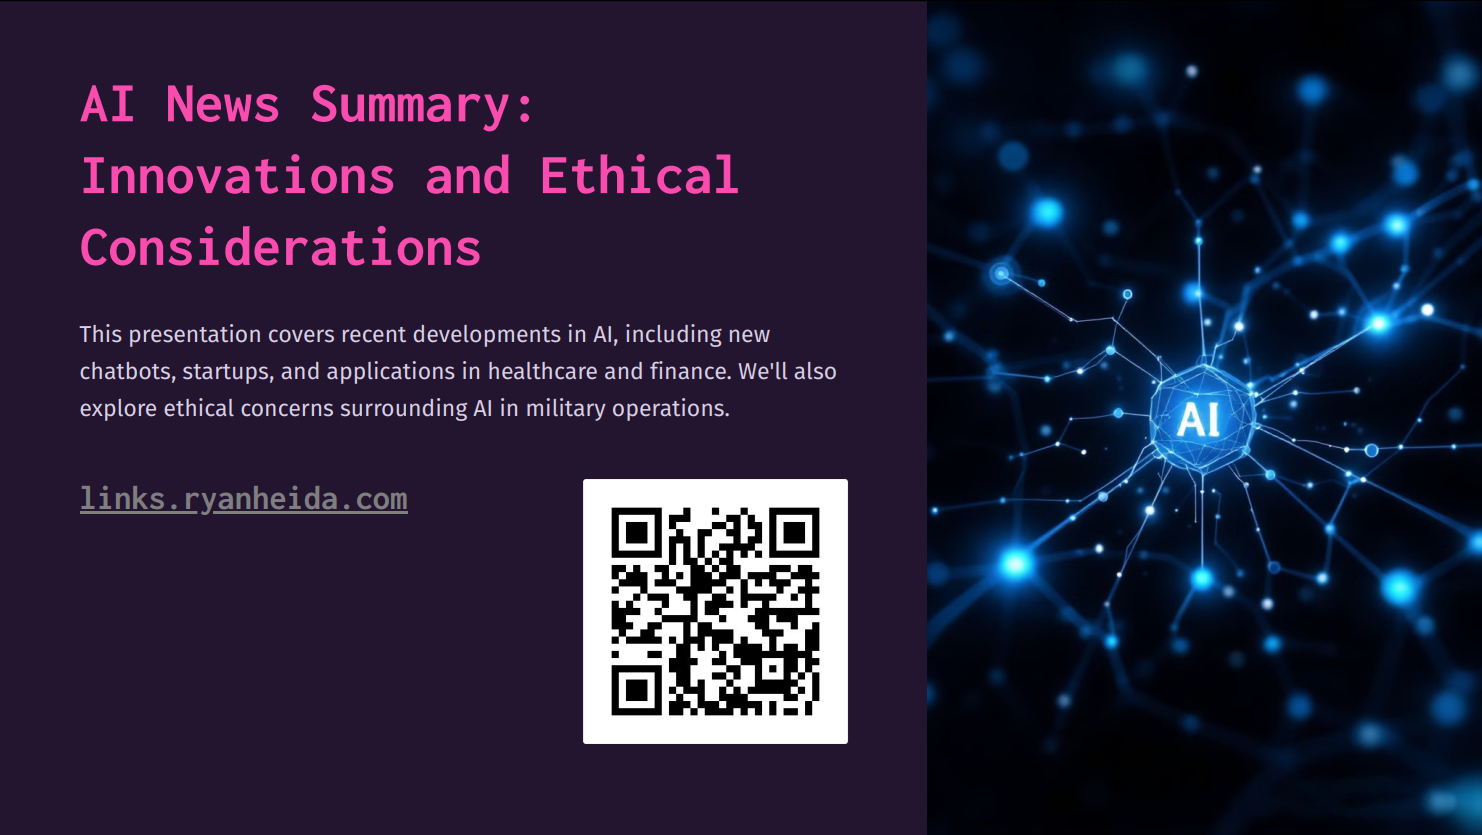 AI News Summary:
Innovations and Ethical
Considerations
This presentation covers recent developments in AI, including new
chatbots, startups, and applications in healthcare and finance. We'll also
explore ethical concerns surrounding AI in military operations.
links.ryanheida.com
AI